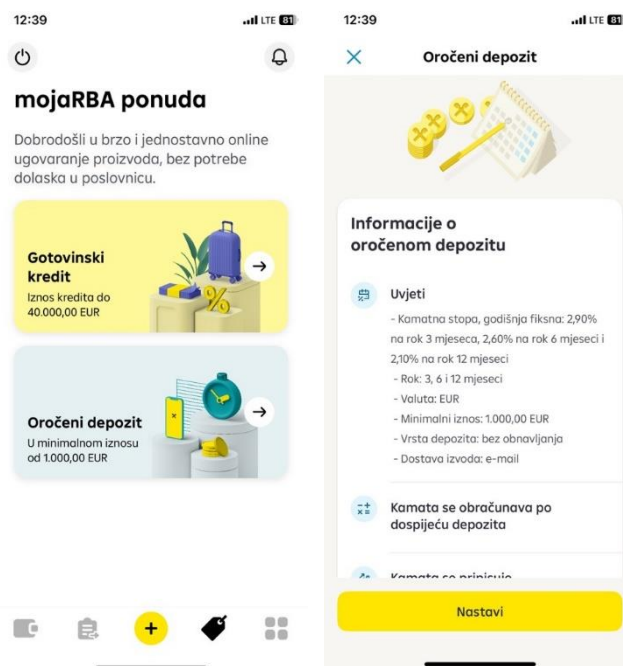 12:39
LTE 81
mojaRBA ponuda
Dobrodošli u brzo i jednostavno online
ugovaranje proizvoda, bez potrebe
dolaska u poslovnicu.
Gotovinski
kredit
Iznos kredita do
40.000,00 EUR
Oročeni depozit
U minimalnom iznosu
od 1.000,00 EUR
12:39
LTE 81
Oročeni depozit
Informacije o
oročenom depozitu
Uvjeti
- Kamatna stopa, godišnja fiksna: 2,90%
na rok 3 mjeseca, 2,60% na rok 6 mjeseci i
2,10% na rok 12 mjeseci
- Rok: 3, 6 i 12 mjeseci
- Valuta: EUR
- Minimalni iznos: 1.000,00 EUR
- Vrsta depozita: bez obnavljanja
- Dostava izvoda: e-mail
Kamata se obračunava po
dospijeću depozita
Kamata se pripisuje
Nastavi